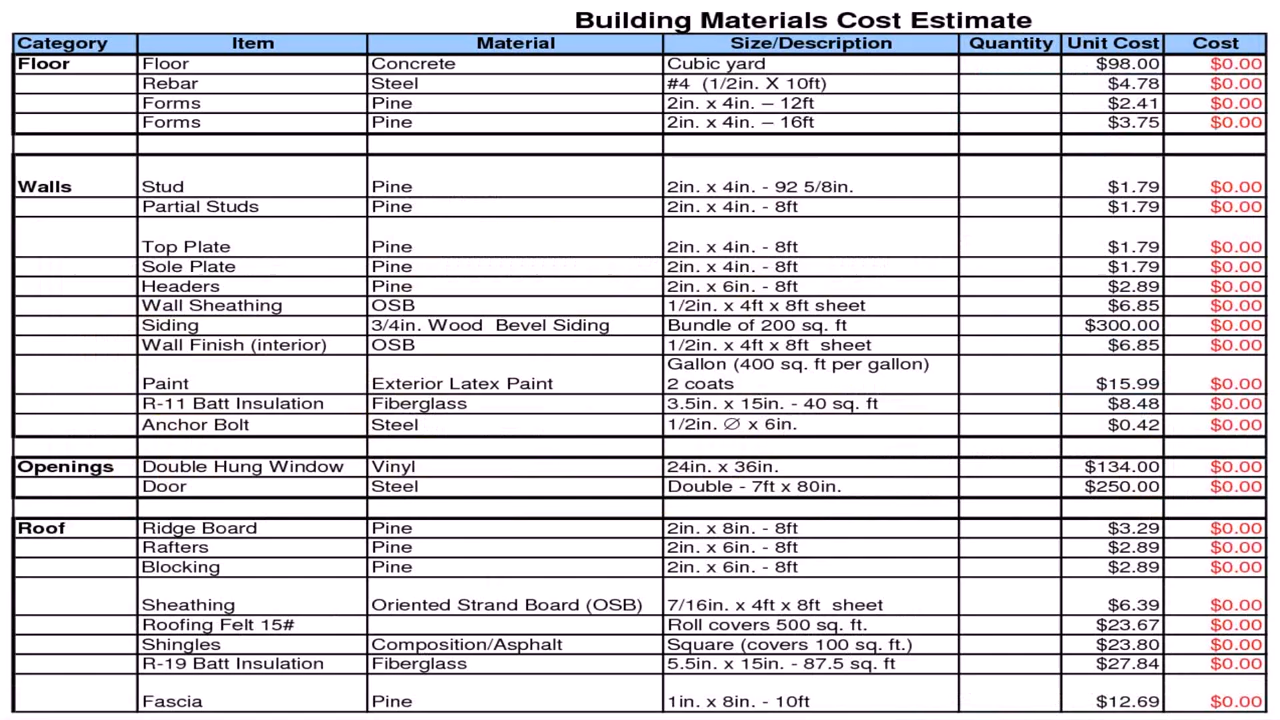 Building Materials Cost Estimate
Category Item Material Size/Description Quantity Unit Cost Cost
Floor Floor Concrete Cubic yard $98.00 $0.00
Rebar Steel #4 (1/2in. X 10ft) $4.78 $0.00
Forms Pine 2in. x 4in. – 12ft $2.41 $0.00
Forms Pine 2in. x 4in. – 16ft $3.75 $0.00
Walls Stud Pine 2in. x 4in. - 92 5/8in. $1.79 $0.00
Partial Studs Pine 2in. x 4in. - 8ft $1.79 $0.00
Top Plate Pine 2in. x 4in. - 8ft $1.79 $0.00
Sole Plate Pine 2in. x 4in. - 8ft $1.79 $0.00
Headers Pine 2in. x 6in. - 8ft $2.89 $0.00
Wall Sheathing OSB 1/2in. x 4ft x 8ft sheet $6.85 $0.00
Siding 3/4in. Wood Bevel Siding Bundle of 200 sq. ft $300.00 $0.00
Wall Finish (interior) OSB 1/2in. x 4ft x 8ft sheet $6.85 $0.00
Gallon (400 sq. ft per gallon)
Paint Exterior Latex Paint 2 coats $15.99 $0.00
R-11 Batt Insulation Fiberglass 3.5in. x 15in. - 40 sq. ft $8.48 $0.00
Anchor Bolt Steel 1/2in. ∅ x 6in. $0.42 $0.00
Openings Double Hung Window Vinyl 24in. x 36in. $134.00 $0.00
Door Steel Double - 7ft x 80in. $250.00 $0.00
Roof Ridge Board Pine 2in. x 8in. - 8ft $3.29 $0.00
Rafters Pine 2in. x 6in. - 8ft $2.89 $0.00
Blocking Pine 2in. x 6in. - 8ft $2.89 $0.00
Sheathing Oriented Strand Board (OSB) 7/16in. x 4ft x 8ft sheet $6.39 $0.00
Roofing Felt 15# Roll covers 500 sq. ft. $23.67 $0.00
Shingles Composition/Asphalt Square (covers 100 sq. ft.) $23.80 $0.00
R-19 Batt Insulation Fiberglass 5.5in. x 15in. - 87.5 sq. ft $27.84 $0.00
Fascia Pine 1in. x 8in. - 10ft $12.69 $0.00